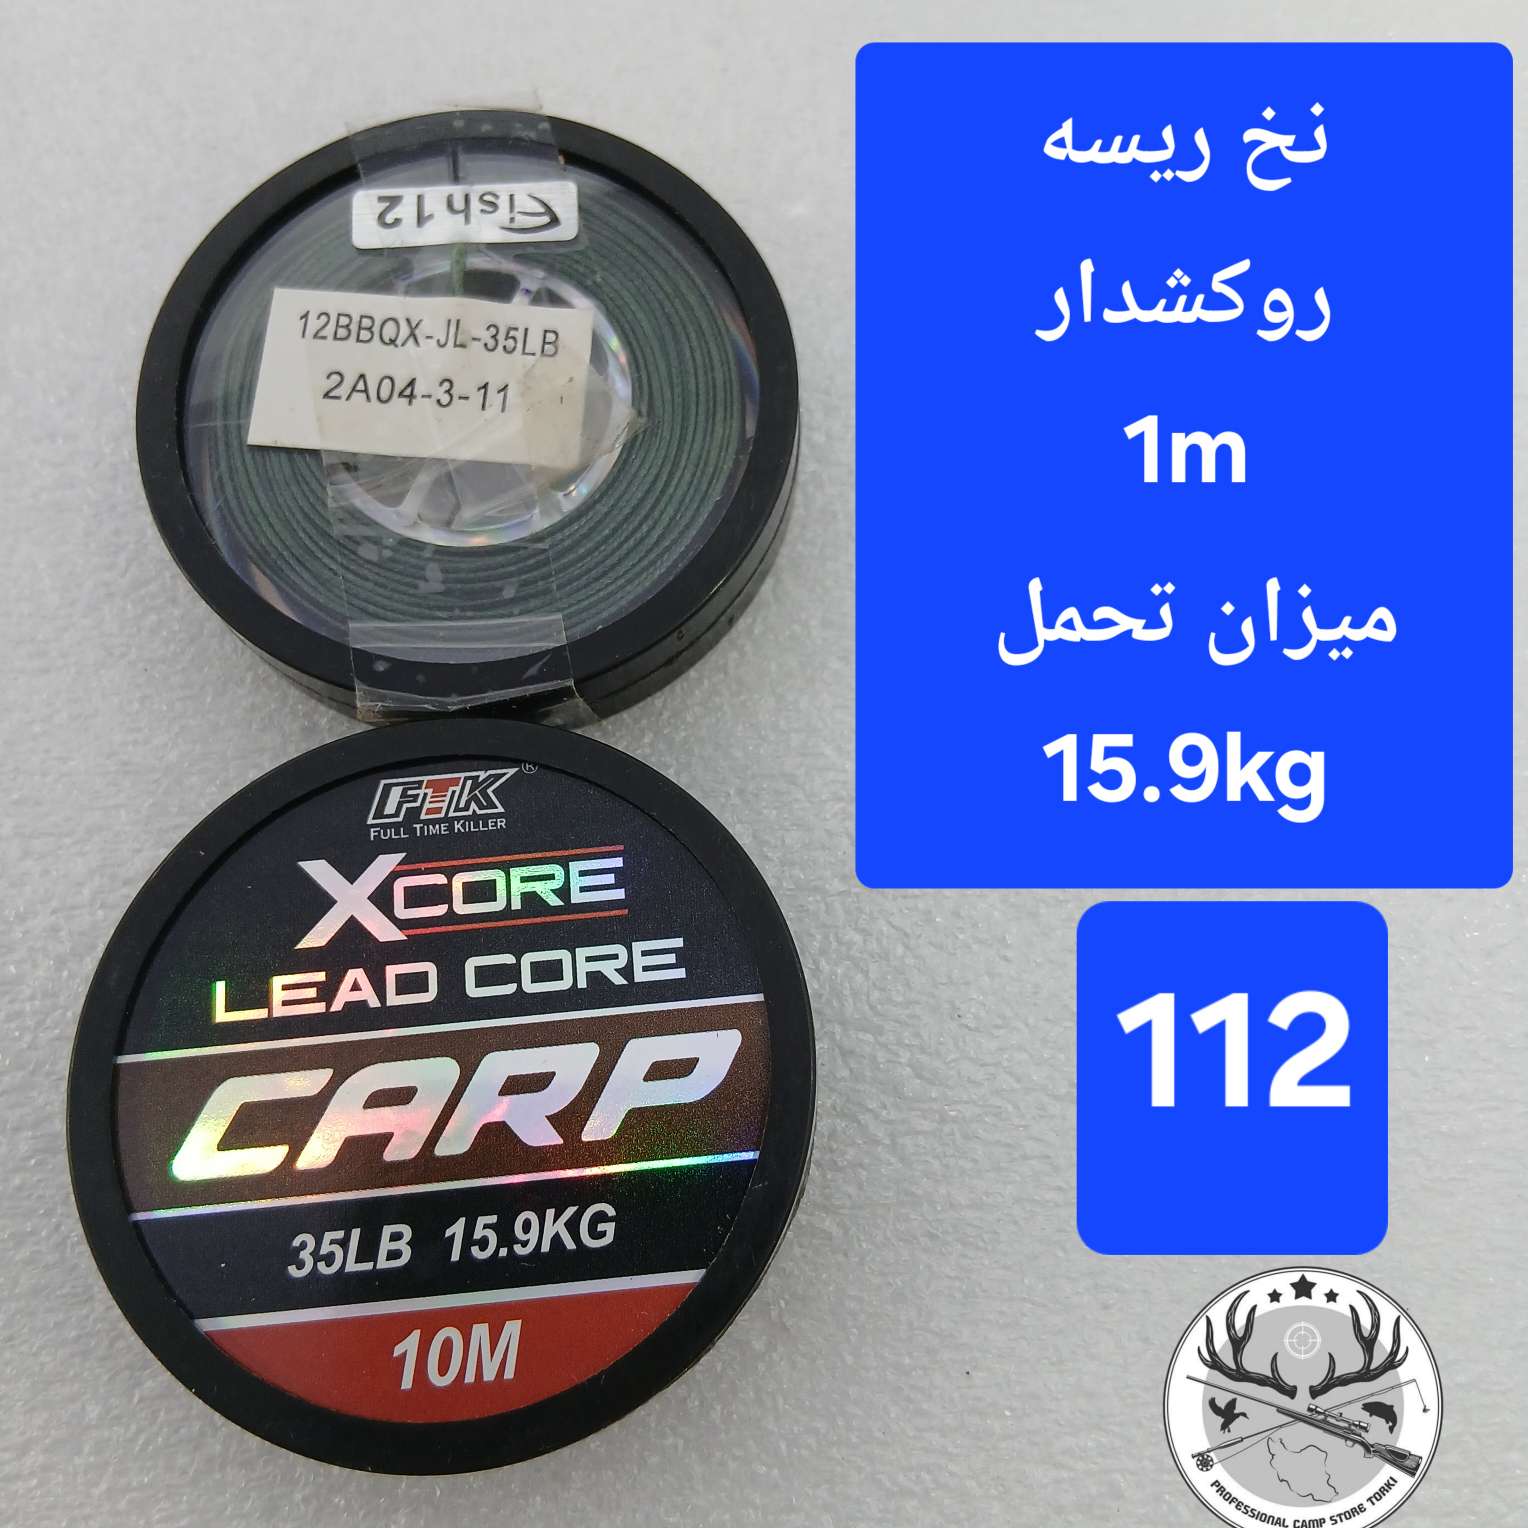 نخ ریسه
روکشدار
1m
میزان تحمل
15.9kg
112
Fish12
12BBQX-JL-35LB
2A04-3-11
FTK®
FULL TIME KILLER
XCORE
LEAD CORE
CARP
35LB 15.9KG
10M
PROFESSIONAL CAMP STORE TORKI